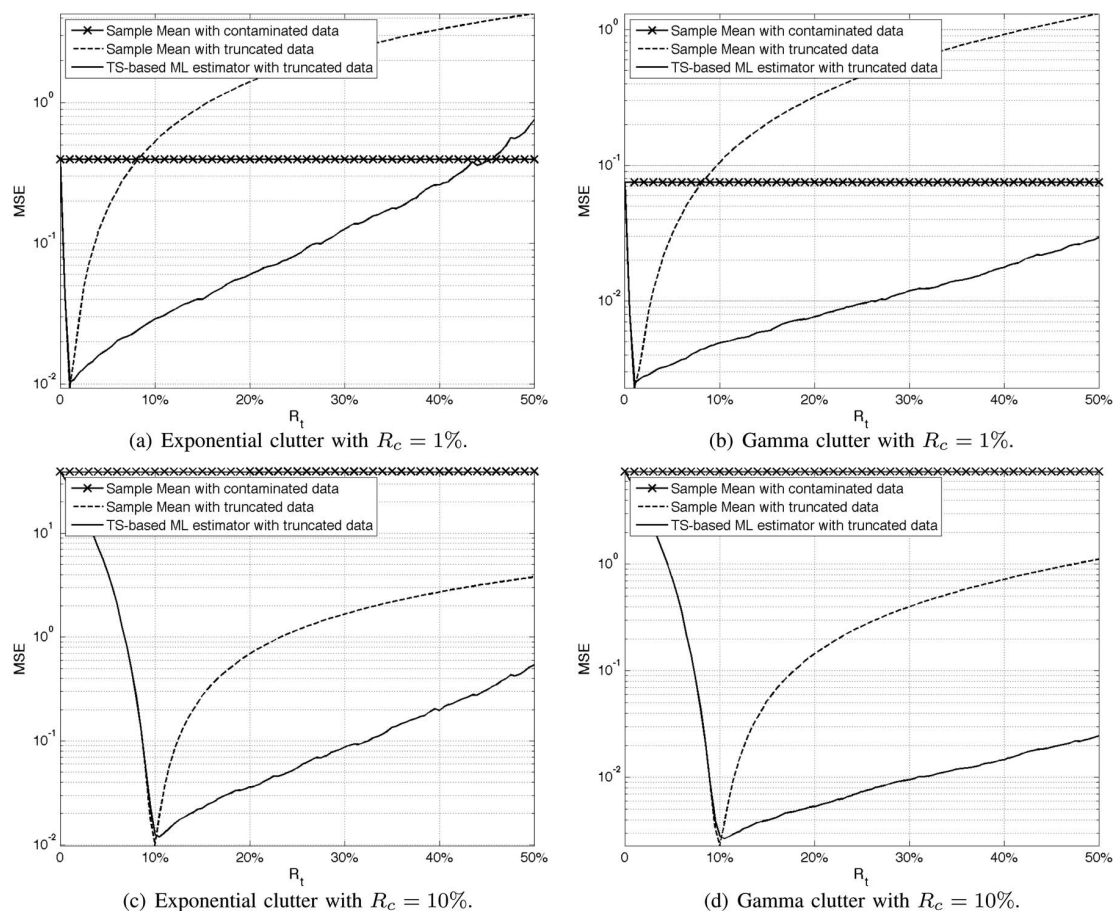 Sample Mean with contaminated data
Sample Mean with truncated data
TS-based ML estimator with truncated data
10^0
10^-1
10^-2
MSE
0
10%
20%
30%
40%
50%
R_t
(a) Exponential clutter with R_c = 1%.
Sample Mean with contaminated data
Sample Mean with truncated data
TS-based ML estimator with truncated data
10^0
10^-1
10^-2
MSE
0
10%
20%
30%
40%
50%
R_t
(b) Gamma clutter with R_c = 1%.
Sample Mean with contaminated data
Sample Mean with truncated data
TS-based ML estimator with truncated data
10^1
10^0
10^-1
10^-2
MSE
0
10%
20%
30%
40%
50%
R_t
(c) Exponential clutter with R_c = 10%.
Sample Mean with contaminated data
Sample Mean with truncated data
TS-based ML estimator with truncated data
10^0
10^-1
10^-2
MSE
0
10%
20%
30%
40%
50%
R_t
(d) Gamma clutter with R_c = 10%.